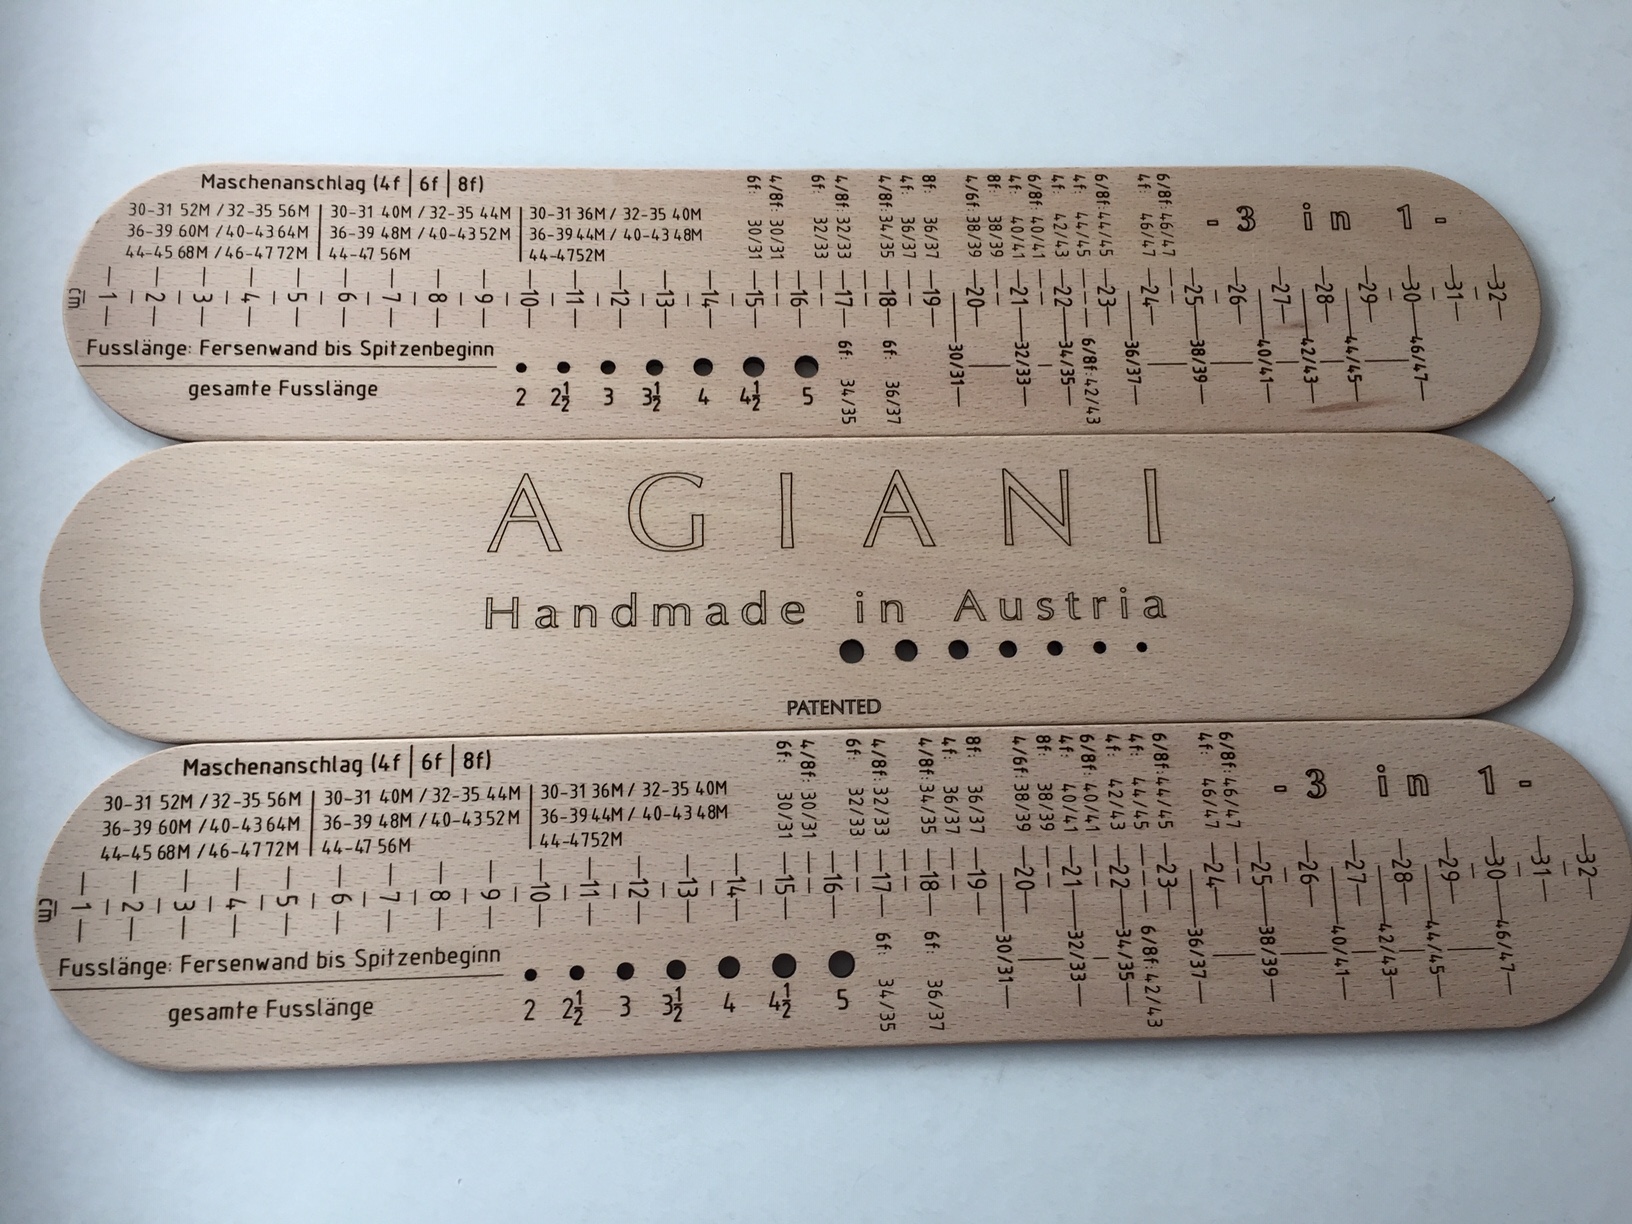 Maschenanschlag (4f | 6f | 8f)
30-31 52M / 32-35 56M | 30-31 40M / 32-35 44M | 30-31 36M / 32-35 40M
36-39 60M / 40-43 64M | 36-39 48M / 40-43 52M | 36-39 44M / 40-43 48M
44-45 68M / 46-47 72M | 44-47 56M | 44-47 52M
6f: 30/31
4/8f: 30/31
6f: 32/33
4/8f: 32/33
4/8f: 34/35
4f: 36/37
8f: 36/37
4/6f: 38/39
8f: 38/39
4f: 40/41
6/8f: 40/41
4f: 42/43
4f: 44/45
6/8f: 44/45
4f: 46/47
6/8f: 46/47
- 3 in 1 -
cm 1 2 3 4 5 6 7 8 9 10 11 12 13 14 15 16 17 18 19 20 21 22 23 24 25 26 27 28 29 30 31 32
Fusslänge: Fersenwand bis Spitzenbeginn
gesamte Fusslänge
2 2½ 3 3½ 4 4½ 5
6f: 34/35
6f: 36/37
30/31 32/33 34/35
6/8f: 42/43
36/37 38/39 40/41 42/43 44/45 46/47
AGIANI
Handmade in Austria
PATENTED
Maschenanschlag (4f | 6f | 8f)
30-31 52M / 32-35 56M | 30-31 40M / 32-35 44M | 30-31 36M / 32-35 40M
36-39 60M / 40-43 64M | 36-39 48M / 40-43 52M | 36-39 44M / 40-43 48M
44-45 68M / 46-47 72M | 44-47 56M | 44-47 52M
6f: 30/31
4/8f: 30/31
6f: 32/33
4/8f: 32/33
4/8f: 34/35
4f: 36/37
8f: 36/37
4/6f: 38/39
8f: 38/39
4f: 40/41
6/8f: 40/41
4f: 42/43
4f: 44/45
6/8f: 44/45
4f: 46/47
6/8f: 46/47
- 3 in 1 -
cm 1 2 3 4 5 6 7 8 9 10 11 12 13 14 15 16 17 18 19 20 21 22 23 24 25 26 27 28 29 30 31 32
Fusslänge: Fersenwand bis Spitzenbeginn
gesamte Fusslänge
2 2½ 3 3½ 4 4½ 5
6f: 34/35
6f: 36/37
30/31 32/33 34/35
6/8f: 42/43
36/37 38/39 40/41 42/43 44/45 46/47